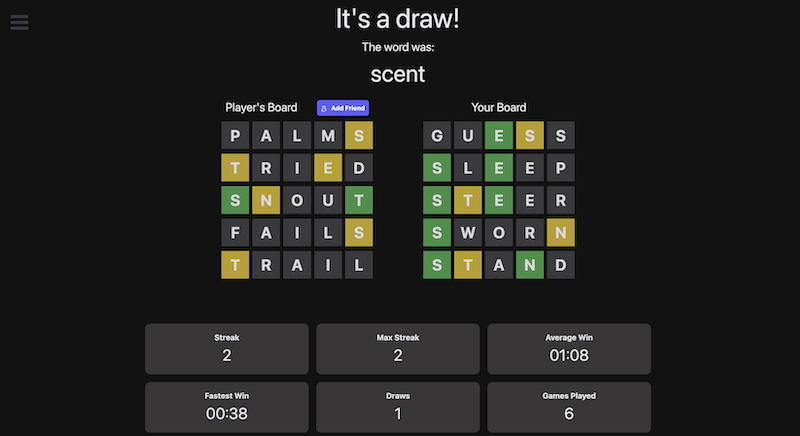 It's a draw!
The word was:
scent
Player's Board Add Friend Your Board
P A L M S G U E S S
T R I E D S L E E P
S N O U T S T E E R
F A I L S S W O R N
T R A I L S T A N D
Streak Max Streak Average Win
2 2 01:08
Fastest Win Draws Games Played
00:38 1 6